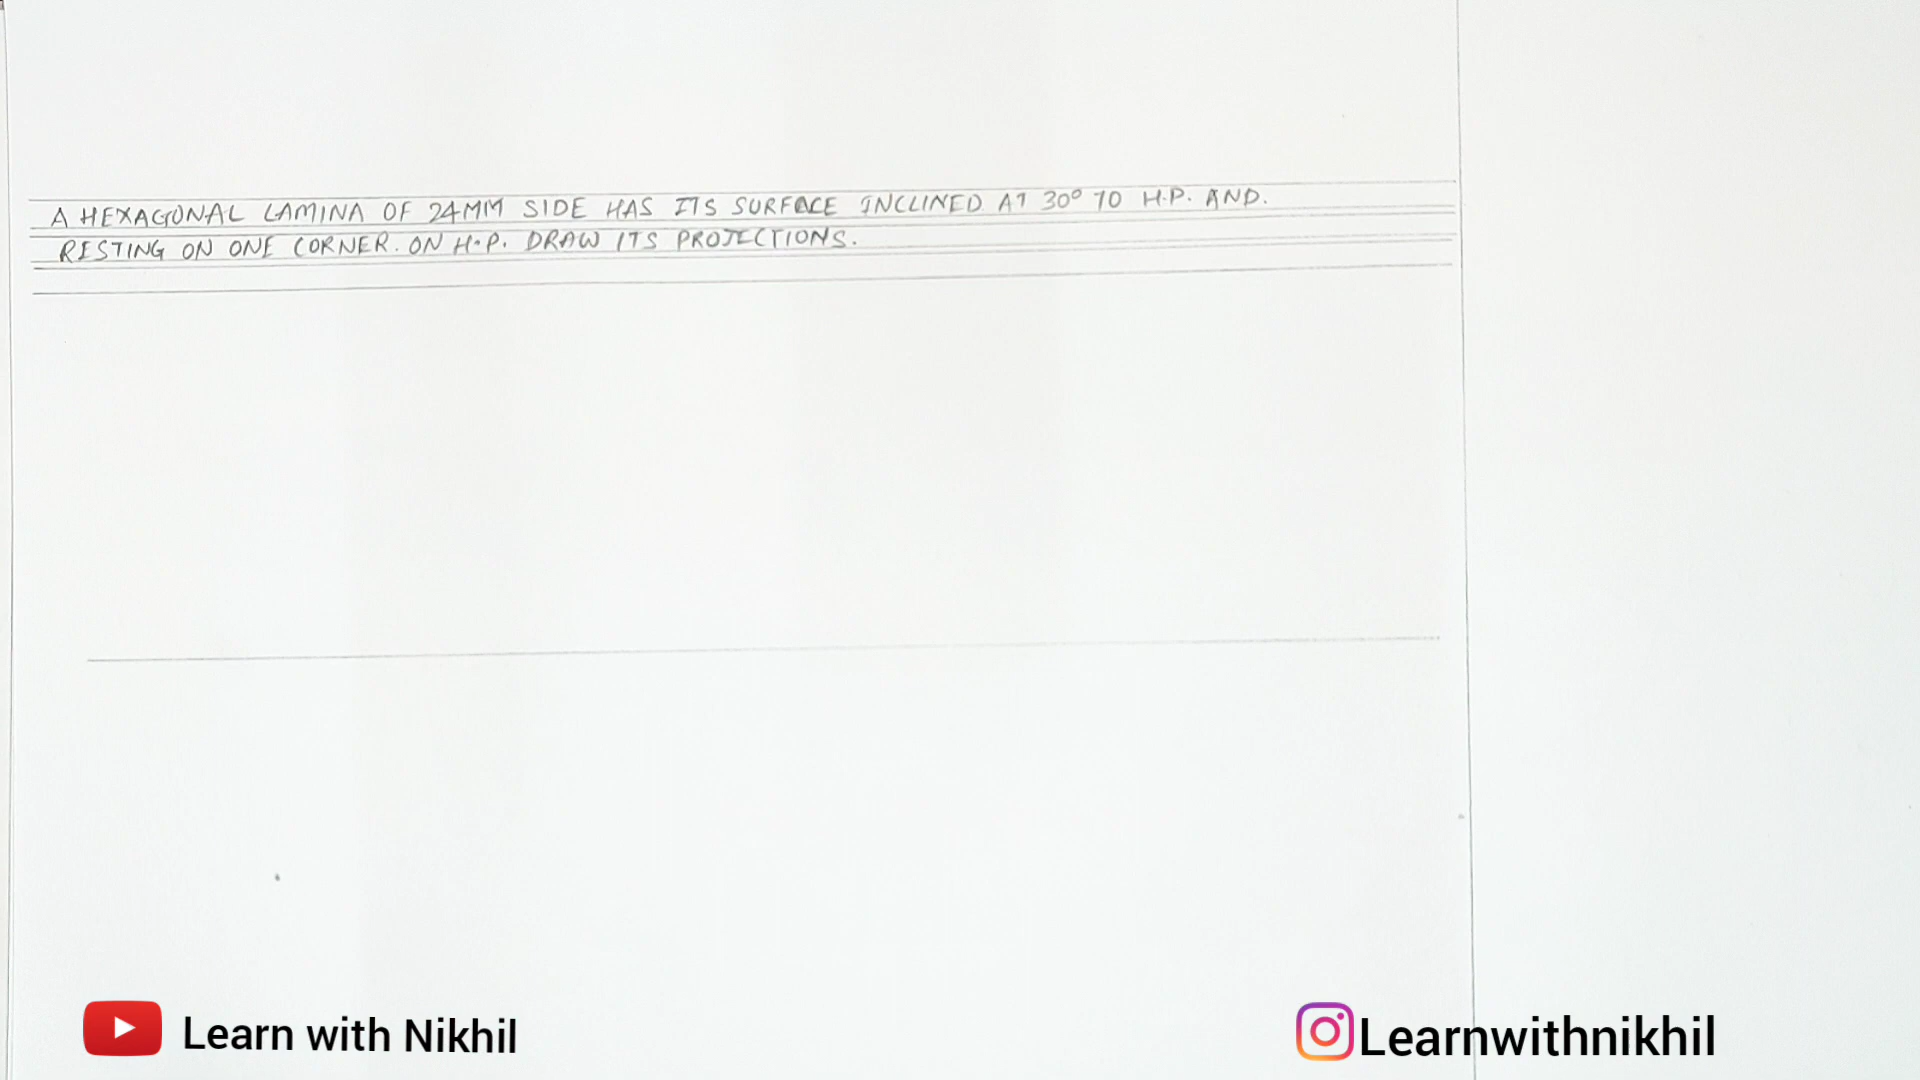 A HEXAGONAL LAMINA OF 24MM SIDE HAS ITS SURFACE INCLINED AT 30° TO H.P. AND.
RESTING ON ONE CORNER. ON H.P. DRAW ITS PROJECTIONS.
Learn with Nikhil
Learnwithnikhil